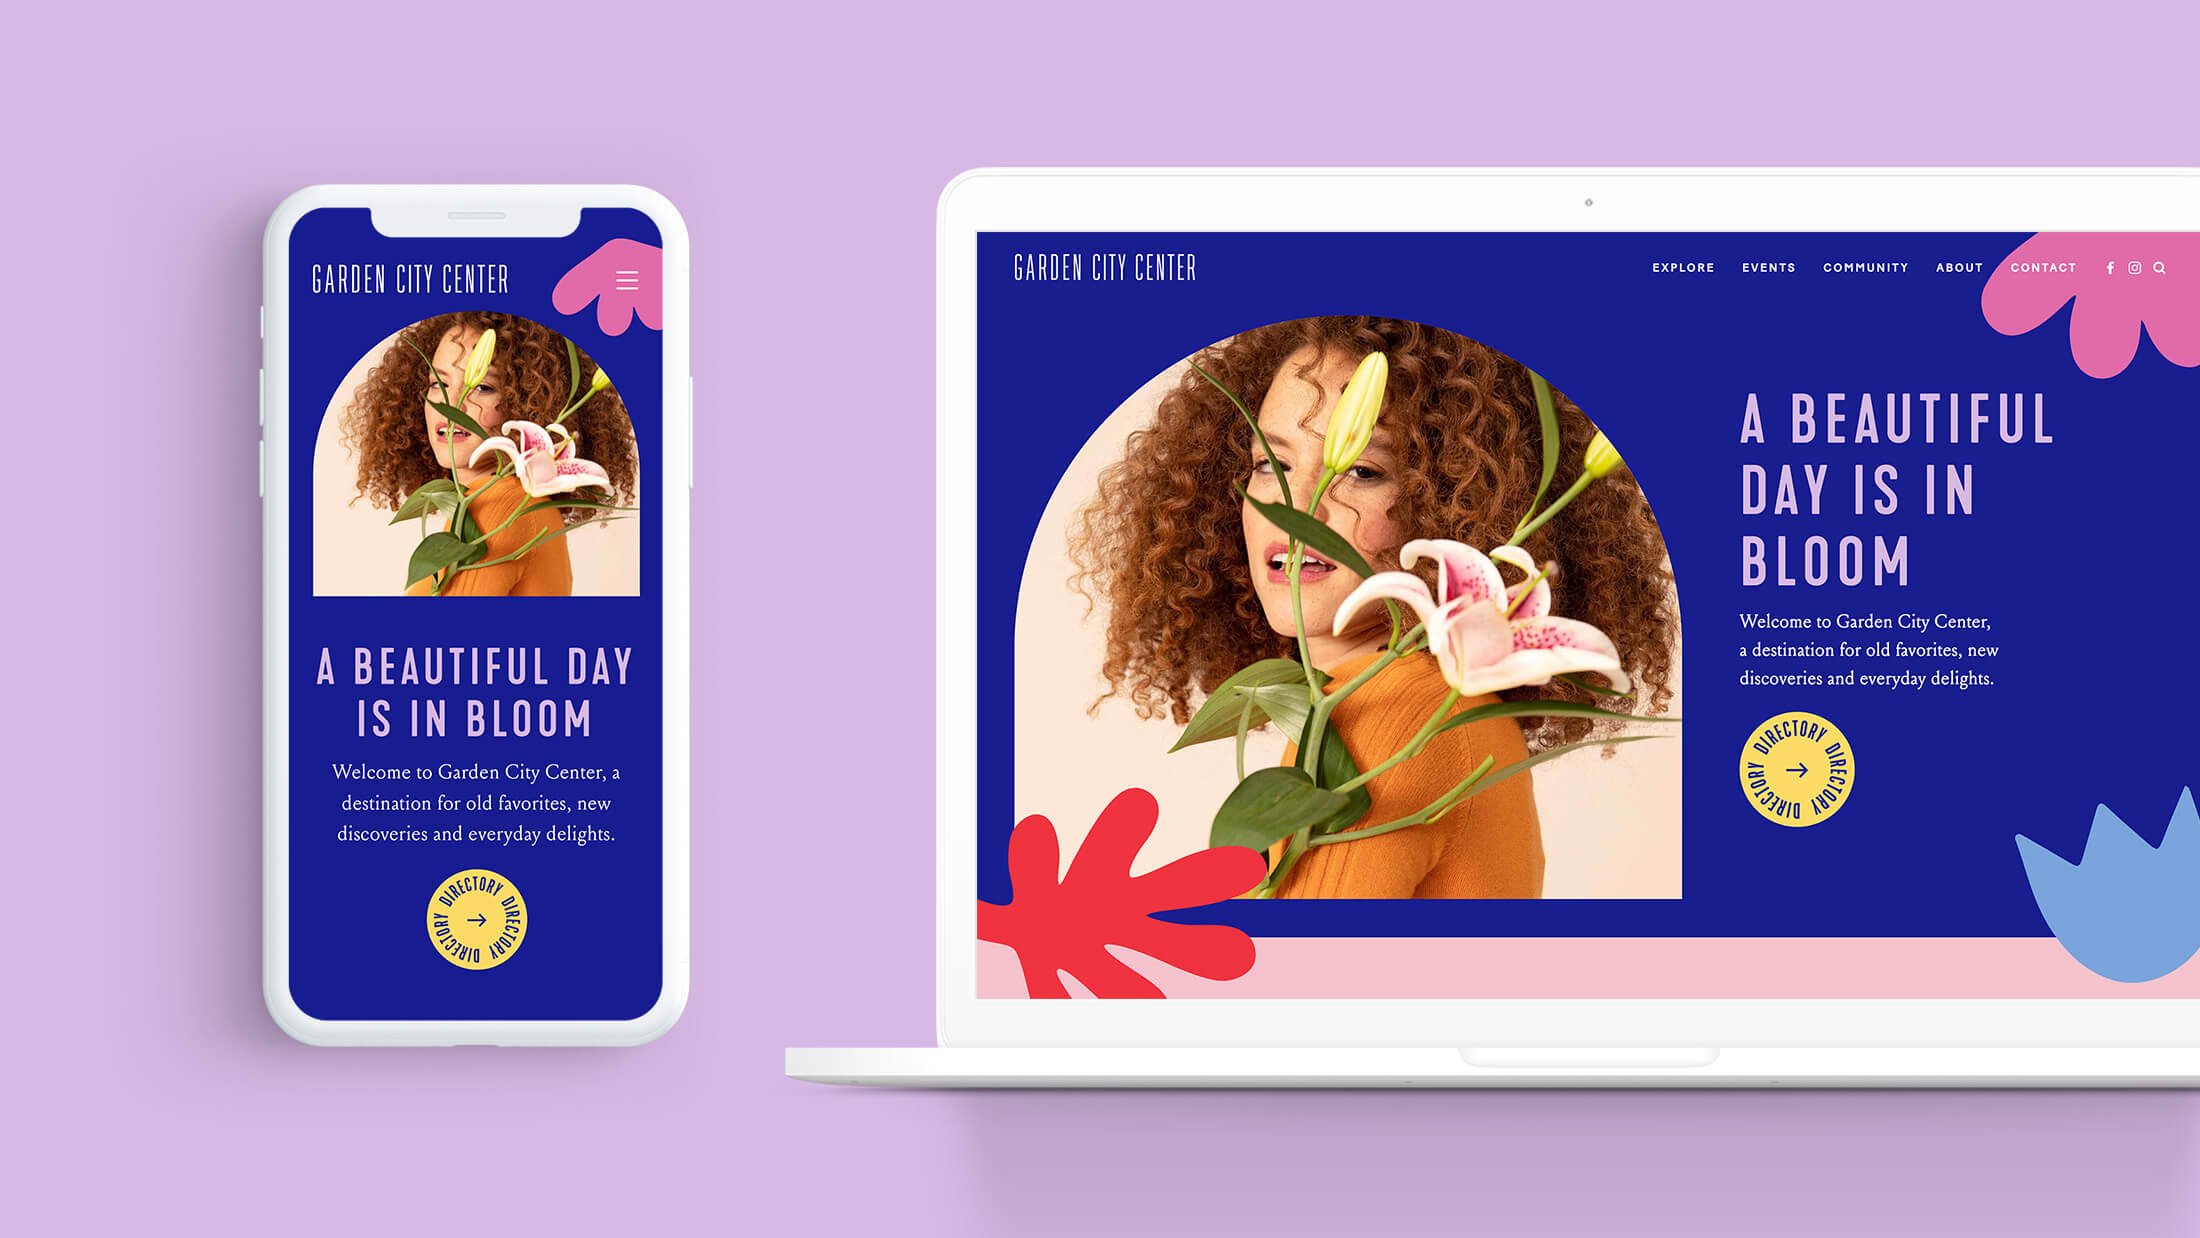 GARDEN CITY CENTER
A BEAUTIFUL DAY
IS IN BLOOM
Welcome to Garden City Center, a
destination for old favorites, new
discoveries and everyday delights.
DIRECTORY DIRECTORY DIRECTORY DIRECTORY
GARDEN CITY CENTER
EXPLORE EVENTS COMMUNITY ABOUT CONTACT
A BEAUTIFUL
DAY IS IN
BLOOM
Welcome to Garden City Center,
a destination for old favorites, new
discoveries and everyday delights.
DIRECTORY DIRECTORY DIRECTORY DIRECTORY